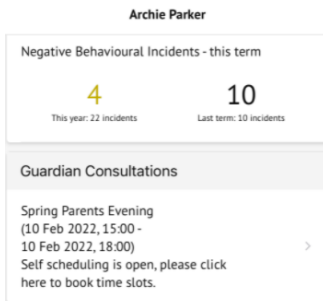 Archie Parker
Negative Behavioural Incidents - this term
4 10
This year: 22 incidents Last term: 10 incidents
Guardian Consultations
Spring Parents Evening
(10 Feb 2022, 15:00 -
10 Feb 2022, 18:00)
Self scheduling is open, please click
here to book time slots.